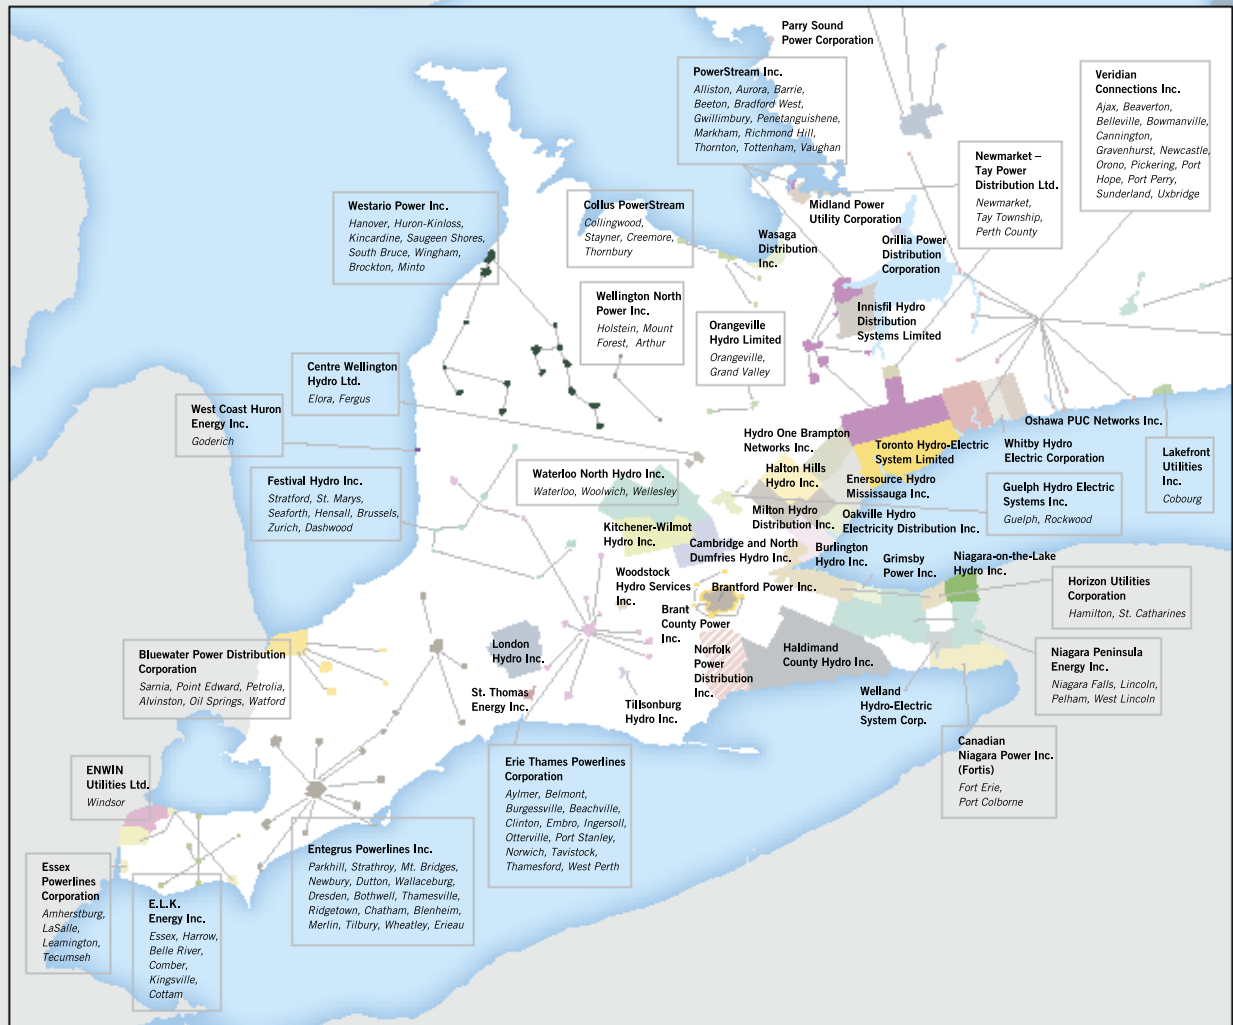 Parry Sound
Power Corporation
PowerStream Inc.
Alliston, Aurora, Barrie,
Beeton, Bradford West,
Gwillimbury, Penetanguishene,
Markham, Richmond Hill,
Thornton, Tottenham, Vaughan
Veridian
Connections Inc.
Ajax, Beaverton,
Belleville, Bowmanville,
Cannington,
Gravenhurst, Newcastle,
Orono, Pickering, Port
Hope, Port Perry,
Sunderland, Uxbridge
Newmarket –
Tay Power
Distribution Ltd.
Newmarket,
Tay Township,
Perth County
Midland Power
Utility Corporation
Westario Power Inc.
Hanover, Huron-Kinloss,
Kincardine, Saugeen Shores,
South Bruce, Wingham,
Brockton, Minto
Collus PowerStream
Collingwood,
Stayner, Creemore,
Thornbury
Wasaga
Distribution
Inc.
Orillia Power
Distribution
Corporation
Wellington North
Power Inc.
Holstein, Mount
Forest, Arthur
Orangeville
Hydro Limited
Orangeville,
Grand Valley
Innisfil Hydro
Distribution
Systems Limited
Centre Wellington
Hydro Ltd.
Elora, Fergus
West Coast Huron
Energy Inc.
Goderich
Oshawa PUC Networks Inc.
Hydro One Brampton
Networks Inc.
Toronto Hydro-Electric
System Limited
Whitby Hydro
Electric Corporation
Lakefront
Utilities
Inc.
Cobourg
Festival Hydro Inc.
Stratford, St. Marys,
Seaforth, Hensall, Brussels,
Zurich, Dashwood
Waterloo North Hydro Inc.
Waterloo, Woolwich, Wellesley
Halton Hills
Hydro Inc.
Enersource Hydro
Mississauga Inc.
Guelph Hydro Electric
Systems Inc.
Guelph, Rockwood
Milton Hydro
Distribution Inc.
Oakville Hydro
Electricity Distribution Inc.
Kitchener-Wilmot
Hydro Inc.
Cambridge and North
Dumfries Hydro Inc.
Burlington
Hydro Inc.
Grimsby
Power Inc.
Niagara-on-the-Lake
Hydro Inc.
Woodstock
Hydro Services
Inc.
Brantford Power Inc.
Horizon Utilities
Corporation
Hamilton, St. Catharines
Brant
County Power
Inc.
London
Hydro Inc.
Norfolk
Power
Distribution
Inc.
Haldimand
County Hydro Inc.
Niagara Peninsula
Energy Inc.
Niagara Falls, Lincoln,
Pelham, West Lincoln
Bluewater Power Distribution
Corporation
Sarnia, Point Edward, Petrolia,
Alvinston, Oil Springs, Watford
St. Thomas
Energy Inc.
Tillsonburg
Hydro Inc.
Welland
Hydro-Electric
System Corp.
Canadian
Niagara Power Inc.
(Fortis)
Fort Erie,
Port Colborne
ENWIN
Utilities Ltd.
Windsor
Erie Thames Powerlines
Corporation
Aylmer, Belmont,
Burgessville, Beachville,
Clinton, Embro, Ingersoll,
Otterville, Port Stanley,
Norwich, Tavistock,
Thamesford, West Perth
Entegrus Powerlines Inc.
Parkhill, Strathroy, Mt. Bridges,
Newbury, Dutton, Wallaceburg,
Dresden, Bothwell, Thamesville,
Ridgetown, Chatham, Blenheim,
Merlin, Tilbury, Wheatley, Erieau
Essex
Powerlines
Corporation
Amherstburg,
LaSalle,
Leamington,
Tecumseh
E.L.K.
Energy Inc.
Essex, Harrow,
Belle River,
Comber,
Kingsville,
Cottam